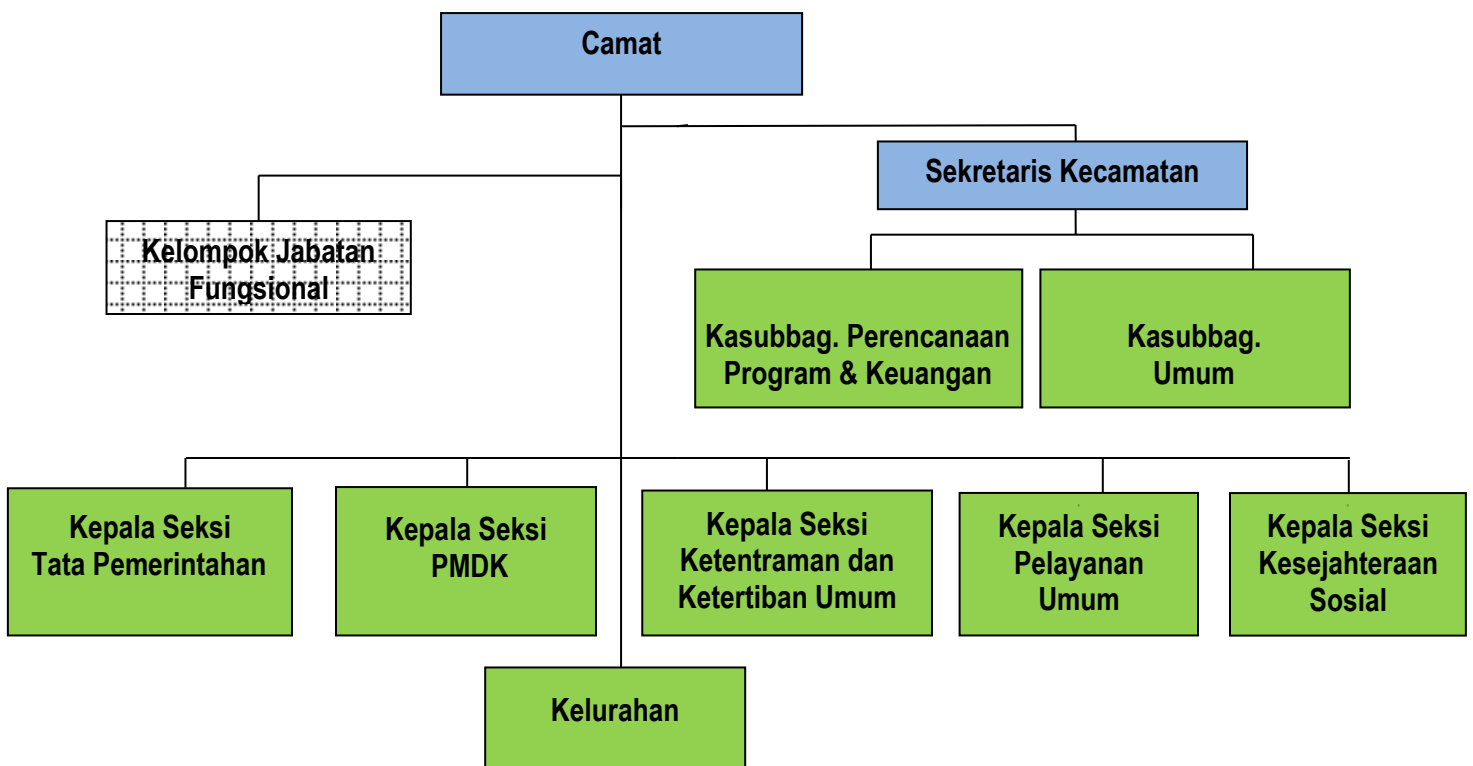 Camat
Sekretaris Kecamatan
Kelompok Jabatan
Fungsional
Kasubbag. Perencanaan
Program & Keuangan
Kasubbag.
Umum
Kepala Seksi
Tata Pemerintahan
Kepala Seksi
PMDK
Kepala Seksi
Ketentraman dan
Ketertiban Umum
Kepala Seksi
Pelayanan
Umum
Kepala Seksi
Kesejahteraan
Sosial
Kelurahan